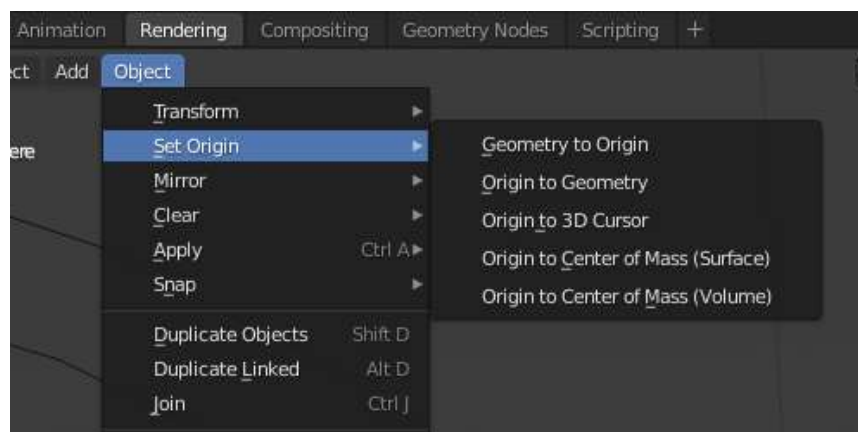 Animation Rendering Compositing Geometry Nodes Scripting +
ect Add Object
Transform
ere Set Origin Geometry to Origin
Mirror Origin to Geometry
Clear Origin to 3D Cursor
Apply Ctrl A Origin to Center of Mass (Surface)
Snap Origin to Center of Mass (Volume)
Duplicate Objects Shift D
Duplicate Linked Alt D
Join Ctrl J